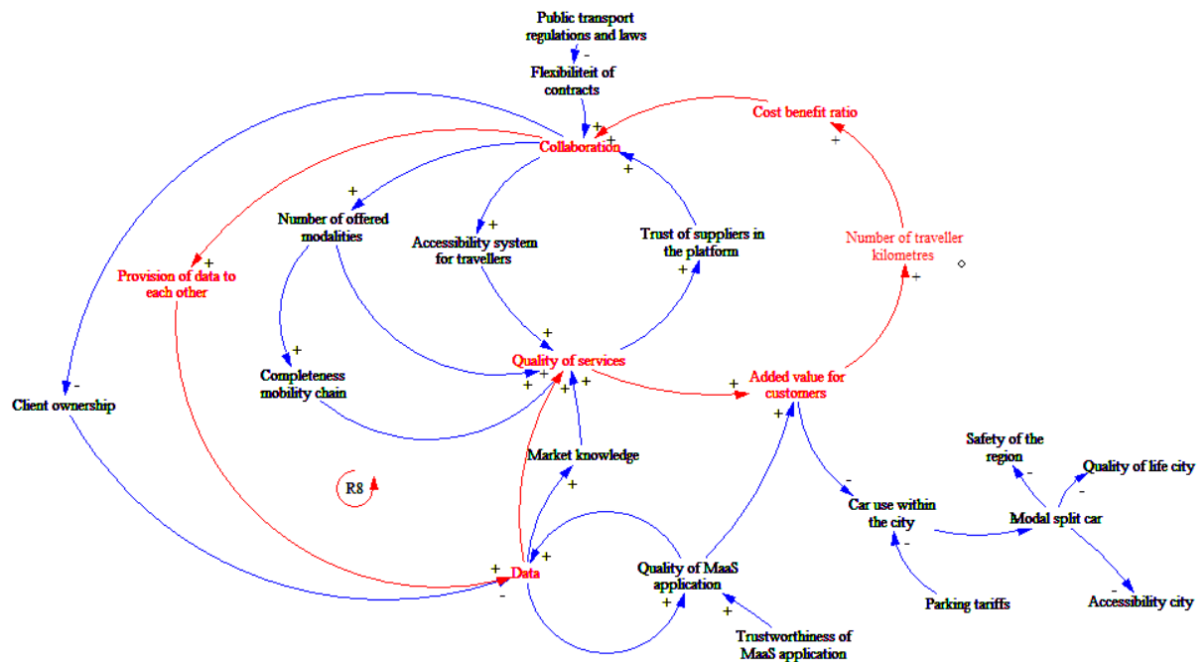 Public transport
regulations and laws
-
Flexibiliteit of
contracts
Cost benefit ratio
+
+
Collaboration
+
+
+
Number of offered
modalities
+
Accessibility system
for travellers
Trust of suppliers in
the platform
+
Number of traveller
kilometres
+
Provision of data to
each other
+
+
+
Quality of services
+
+
+
+
+
Added value for
customers
+
Completeness
mobility chain
-
Client ownership
Market knowledge
+
Safety of the
region
-
Quality of life city
-
R8
-
Car use within
the city
-
Modal split car
+
-
Data
+
Quality of MaaS
application
+
+
Parking tariffs
-
Accessibility city
Trustworthiness of
MaaS application